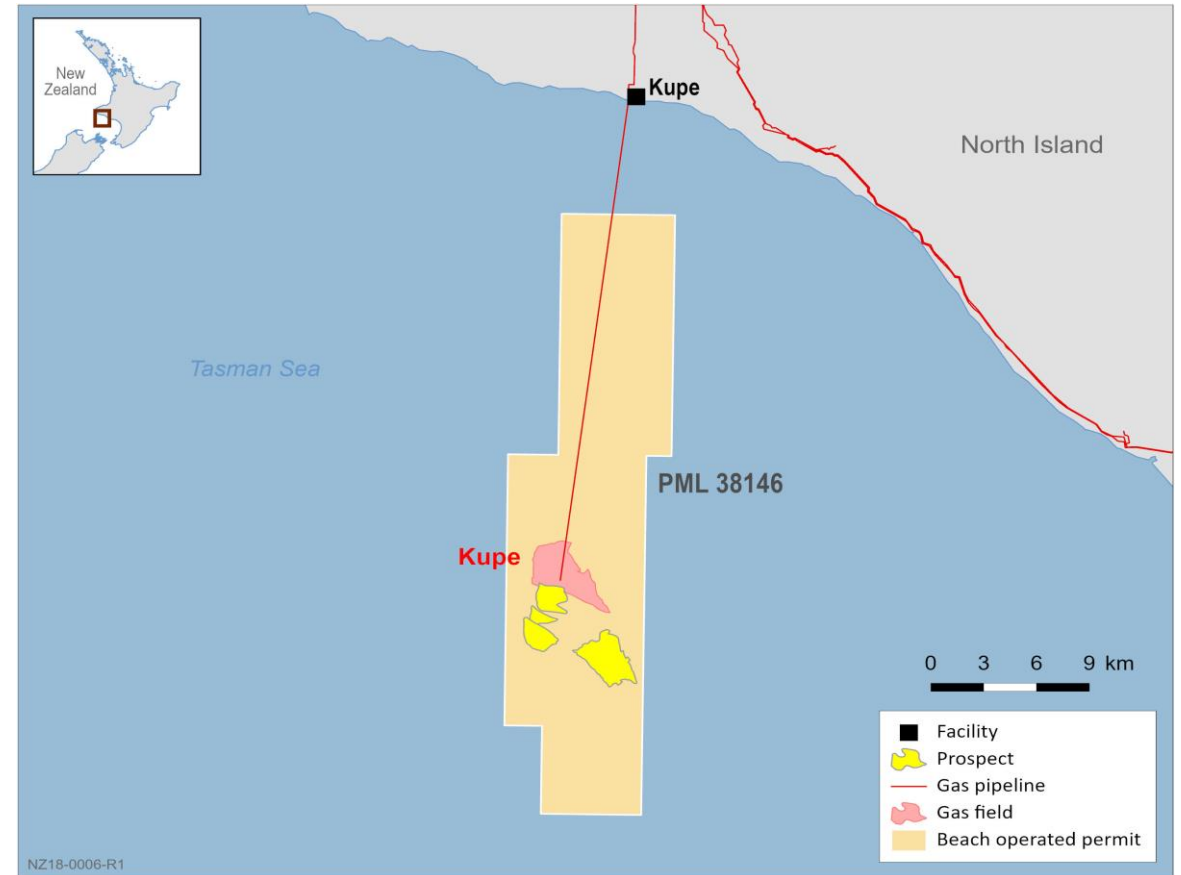 New
Zealand
Kupe
North Island
Tasman Sea
PML 38146
Kupe
0 3 6 9 km
Facility
Prospect
Gas pipeline
Gas field
Beach operated permit
NZ18-0006-R1